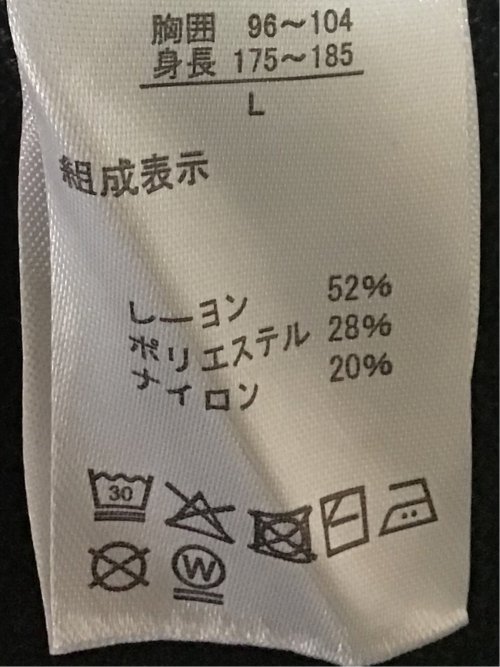 胸囲 96～104
身長 175～185
L
組成表示
レーヨン 52%
ポリエステル 28%
ナイロン 20%
30
W